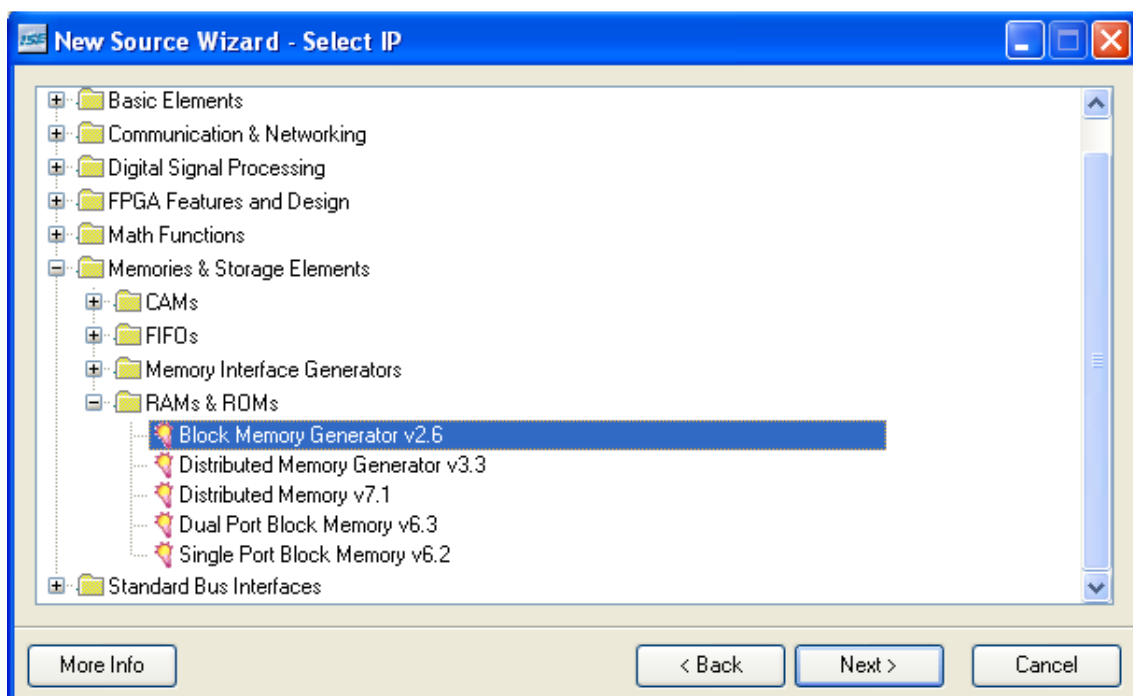 ISE New Source Wizard - Select IP
Basic Elements
Communication & Networking
Digital Signal Processing
FPGA Features and Design
Math Functions
Memories & Storage Elements
CAMs
FIFOs
Memory Interface Generators
RAMs & ROMs
Block Memory Generator v2.6
Distributed Memory Generator v3.3
Distributed Memory v7.1
Dual Port Block Memory v6.3
Single Port Block Memory v6.2
Standard Bus Interfaces
More Info < Back Next > Cancel